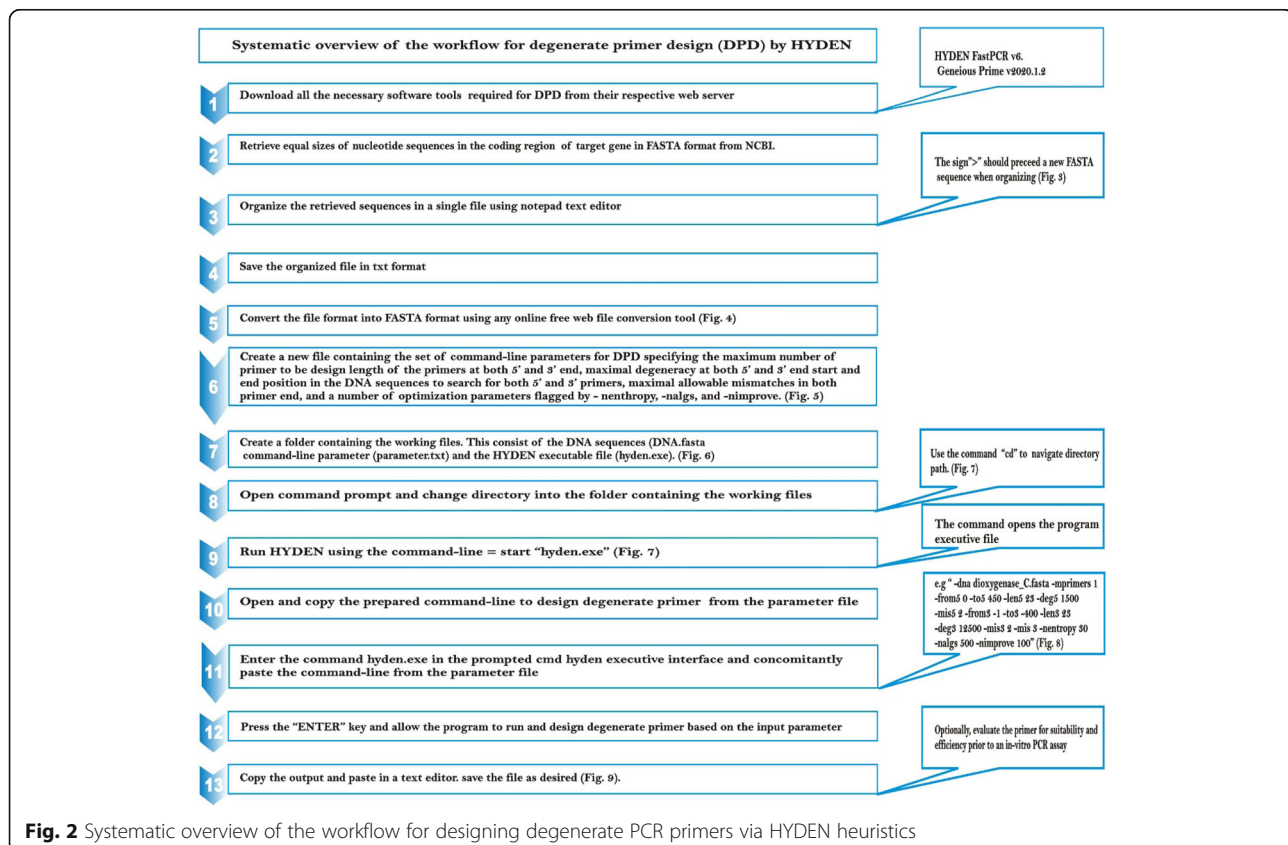 Systematic overview of the workflow for degenerate primer design (DPD) by HYDEN
HYDEN FastPCR v6.
Geneious Prime v2020.1.2
1
Download all the necessary software tools required for DPD from their respective web server
2
Retrieve equal sizes of nucleotide sequences in the coding region of target gene in FASTA format from NCBI.
The sign">" should preceed a new FASTA
sequence when organizing (Fig. 3)
3
Organize the retrieved sequences in a single file using notepad text editor
4
Save the organized file in txt format
5
Convert the file format into FASTA format using any online free web file conversion tool (Fig. 4)
6
Create a new file containing the set of command-line parameters for DPD specifying the maximum number of
primer to be design length of the primers at both 5' and 3' end, maximal degeneracy at both 5' and 3' end start and
end position in the DNA sequences to search for both 5' and 3' primers, maximal allowable mismatches in both
primer end, and a number of optimization parameters flagged by - nenthropy, -nalgs, and -nimprove. (Fig. 5)
7
Create a folder containing the working files. This consist of the DNA sequences (DNA.fasta
command-line parameter (parameter.txt) and the HYDEN executable file (hyden.exe). (Fig. 6)
Use the command "cd" to navigate directory
path. (Fig. 7)
8
Open command prompt and change directory into the folder containing the working files
The command opens the program
executive file
9
Run HYDEN using the command-line = start "hyden.exe" (Fig. 7)
e.g " -dna dioxygenase_C.fasta -mprimers 1
-from5 0 -to5 450 -len5 23 -deg5 1500
-mis5 2 -from3 -1 -to3 -400 -len3 23
-deg3 12500 -mis3 2 -mis 3 -nentropy 30
-nalgs 500 -nimprove 100" (Fig. 8)
10
Open and copy the prepared command-line to design degenerate primer from the parameter file
11
Enter the command hyden.exe in the prompted cmd hyden executive interface and concomitantly
paste the command-line from the parameter file
12
Press the "ENTER" key and allow the program to run and design degenerate primer based on the input parameter
Optionally, evaluate the primer for suitability and
efficiency prior to an in-vitro PCR assay
13
Copy the output and paste in a text editor. save the file as desired (Fig. 9).
Fig. 2 Systematic overview of the workflow for designing degenerate PCR primers via HYDEN heuristics